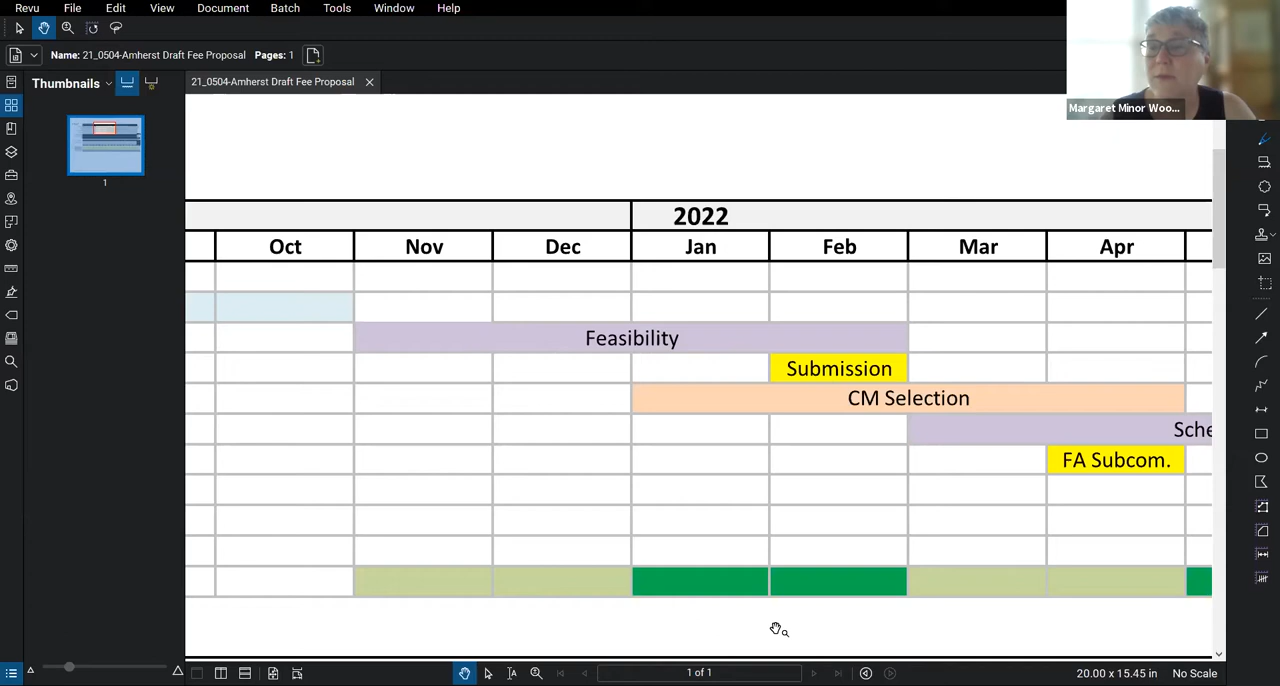 Revu File Edit View Document Batch Tools Window Help
Name: 21_0504-Amherst Draft Fee Proposal Pages: 1
Thumbnails
21_0504-Amherst Draft Fee Proposal
Margaret Minor Woo...
1
2022
Oct Nov Dec Jan Feb Mar Apr
Feasibility
Submission
CM Selection
Sche
FA Subcom.
1 of 1
20.00 x 15.45 in No Scale